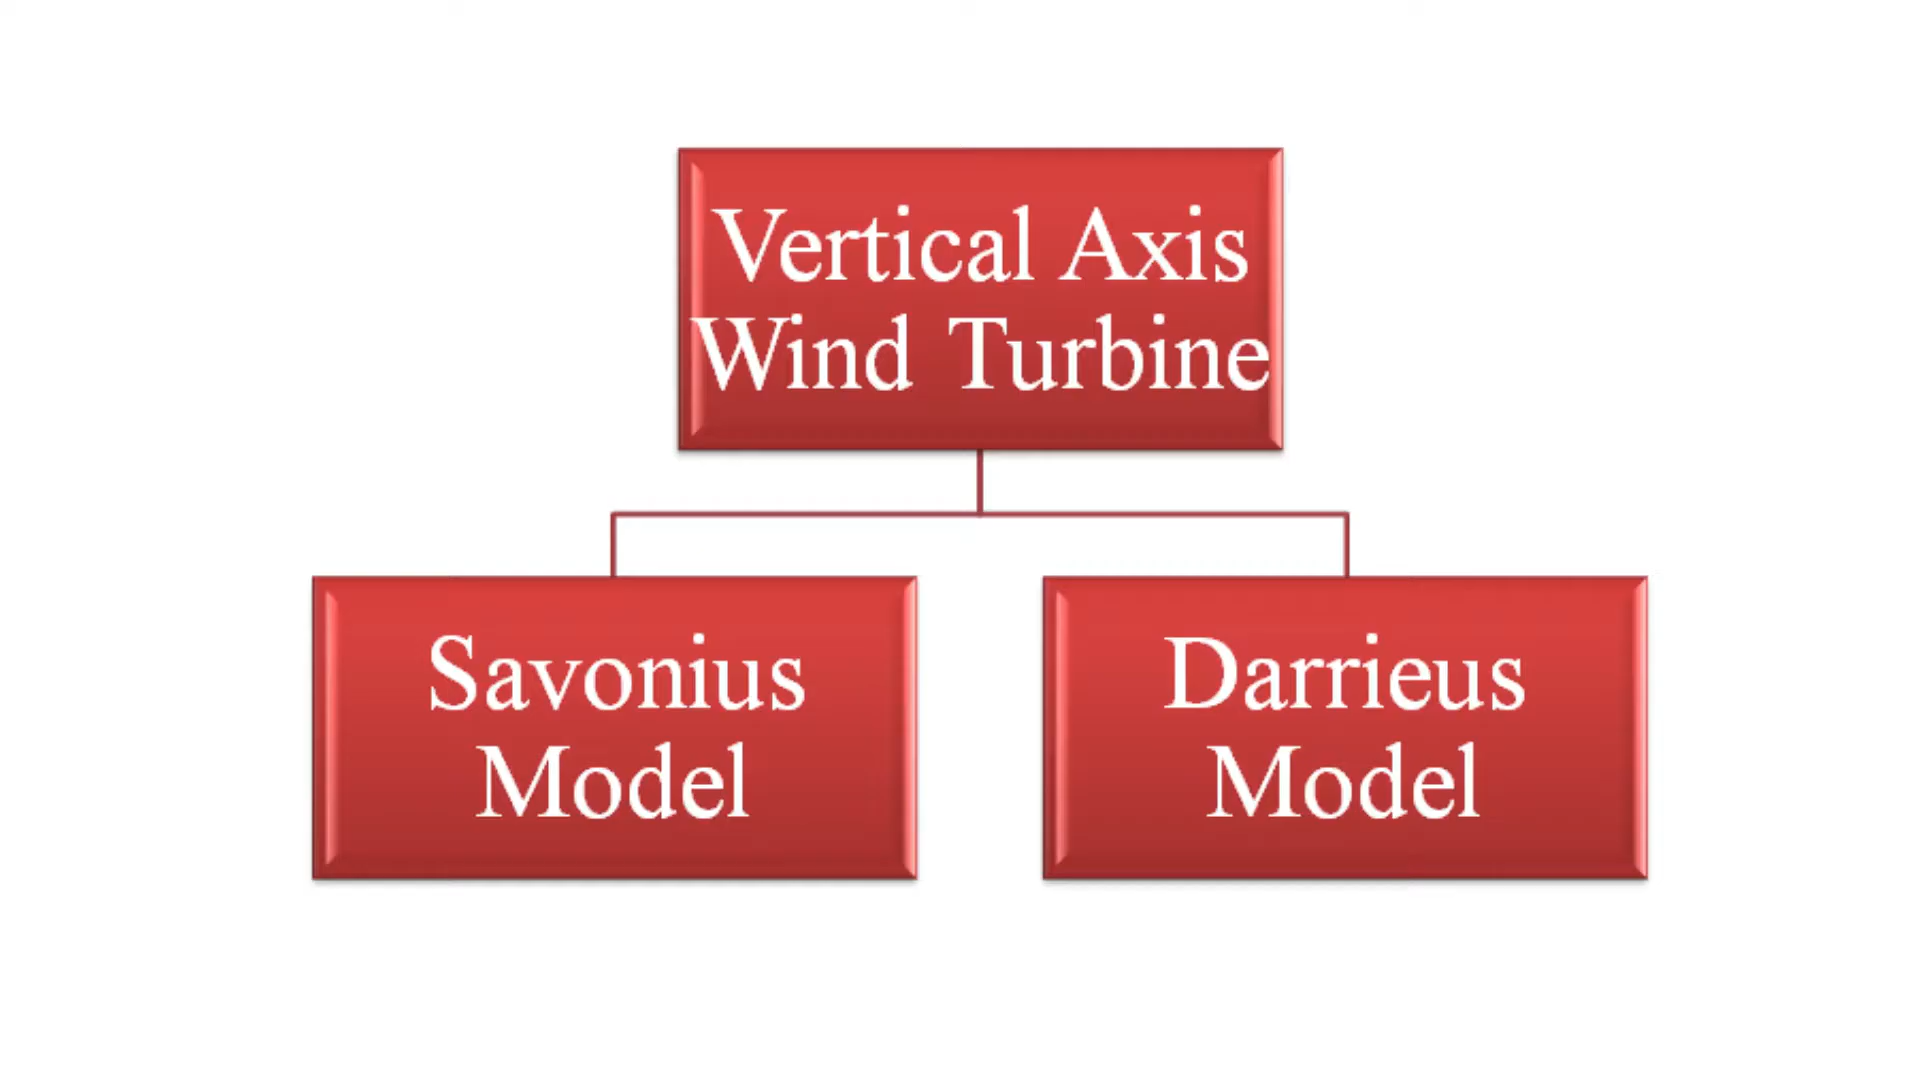 Vertical Axis
Wind Turbine
Savonius
Model
Darrieus
Model